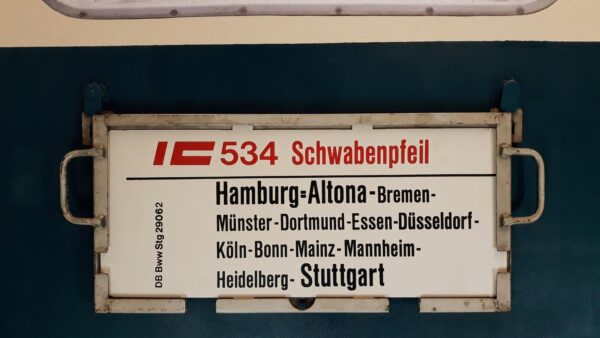 IC 534 Schwabenpfeil
Hamburg=Altona-Bremen-
Münster-Dortmund-Essen-Düsseldorf-
Köln-Bonn-Mainz-Mannheim-
Heidelberg- Stuttgart
DB Bww Stg 29062